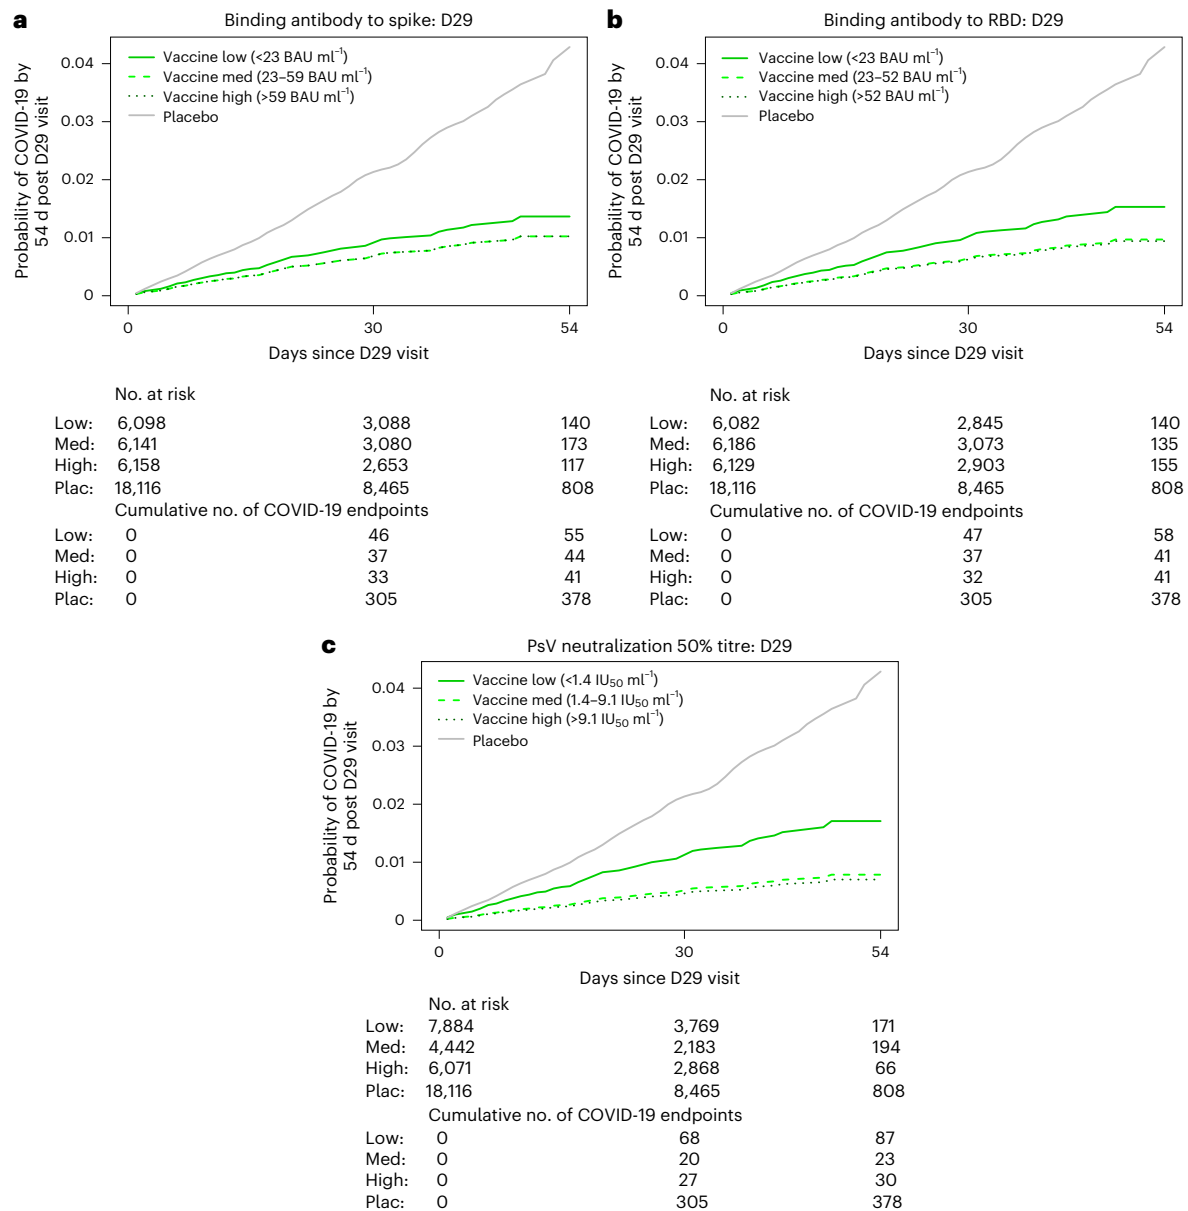 a
Binding antibody to spike: D29
Probability of COVID-19 by
54 d post D29 visit
0.04
0.03
0.02
0.01
0
Vaccine low (<23 BAU ml⁻¹)
Vaccine med (23–59 BAU ml⁻¹)
Vaccine high (>59 BAU ml⁻¹)
Placebo
0 30 54
Days since D29 visit
No. at risk
Low: 6,098 3,088 140
Med: 6,141 3,080 173
High: 6,158 2,653 117
Plac: 18,116 8,465 808
Cumulative no. of COVID-19 endpoints
Low: 0 46 55
Med: 0 37 44
High: 0 33 41
Plac: 0 305 378
b
Binding antibody to RBD: D29
Probability of COVID-19 by
54 d post D29 visit
0.04
0.03
0.02
0.01
0
Vaccine low (<23 BAU ml⁻¹)
Vaccine med (23–52 BAU ml⁻¹)
Vaccine high (>52 BAU ml⁻¹)
Placebo
0 30 54
Days since D29 visit
No. at risk
Low: 6,082 2,845 140
Med: 6,186 3,073 135
High: 6,129 2,903 155
Plac: 18,116 8,465 808
Cumulative no. of COVID-19 endpoints
Low: 0 47 58
Med: 0 37 41
High: 0 32 41
Plac: 0 305 378
c
PsV neutralization 50% titre: D29
Probability of COVID-19 by
54 d post D29 visit
0.04
0.03
0.02
0.01
0
Vaccine low (<1.4 IU₅₀ ml⁻¹)
Vaccine med (1.4–9.1 IU₅₀ ml⁻¹)
Vaccine high (>9.1 IU₅₀ ml⁻¹)
Placebo
0 30 54
Days since D29 visit
No. at risk
Low: 7,884 3,769 171
Med: 4,442 2,183 194
High: 6,071 2,868 66
Plac: 18,116 8,465 808
Cumulative no. of COVID-19 endpoints
Low: 0 68 87
Med: 0 20 23
High: 0 27 30
Plac: 0 305 378